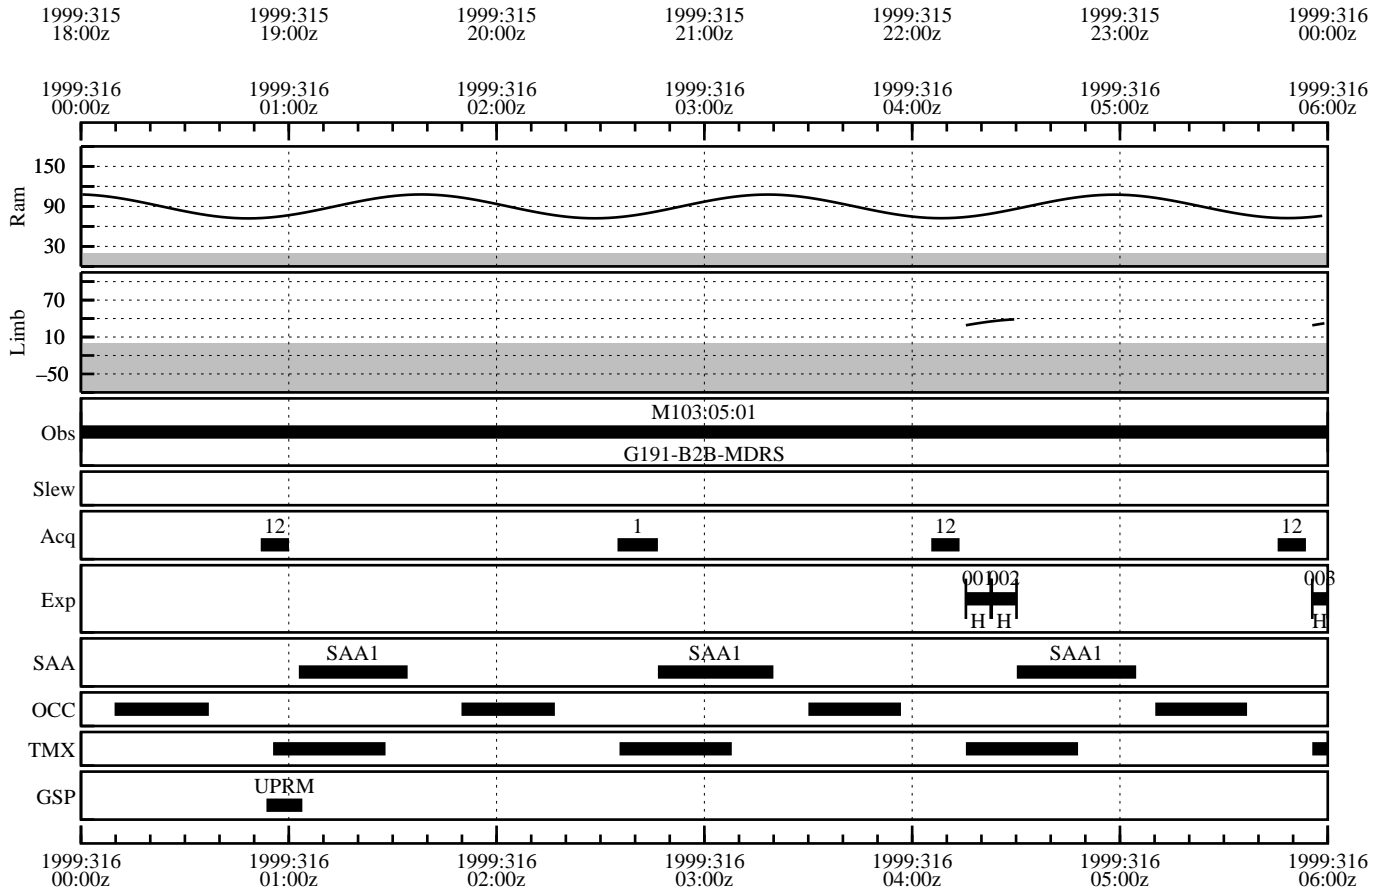 1999:315 1999:315 1999:315 1999:315 1999:315 1999:315 1999:316
18:00z 19:00z 20:00z 21:00z 22:00z 23:00z 00:00z
1999:316 1999:316 1999:316 1999:316 1999:316 1999:316 1999:316
00:00z 01:00z 02:00z 03:00z 04:00z 05:00z 06:00z
Ram
150
90
30
Limb
70
10
−50
M103:05:01
Obs
G191-B2B-MDRS
Slew
Acq
12 1 12 12
Exp
001 002 003
H H H
SAA
SAA1 SAA1 SAA1
OCC
TMX
GSP
UPRM
1999:316 1999:316 1999:316 1999:316 1999:316 1999:316 1999:316
00:00z 01:00z 02:00z 03:00z 04:00z 05:00z 06:00z